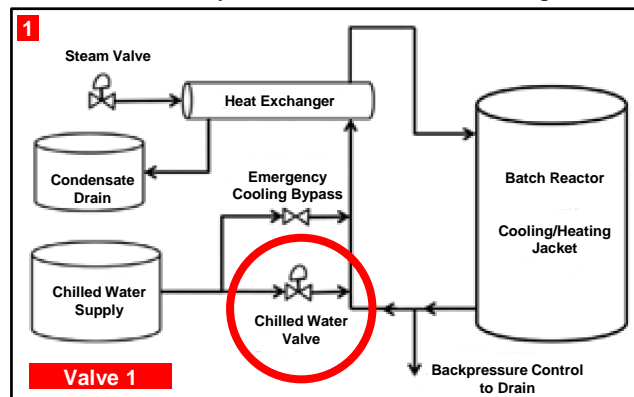 1
Steam Valve
Heat Exchanger
Condensate
Drain
Emergency
Cooling Bypass
Batch Reactor
Cooling/Heating
Jacket
Chilled Water
Supply
Chilled Water
Valve
Valve 1
Backpressure Control
to Drain